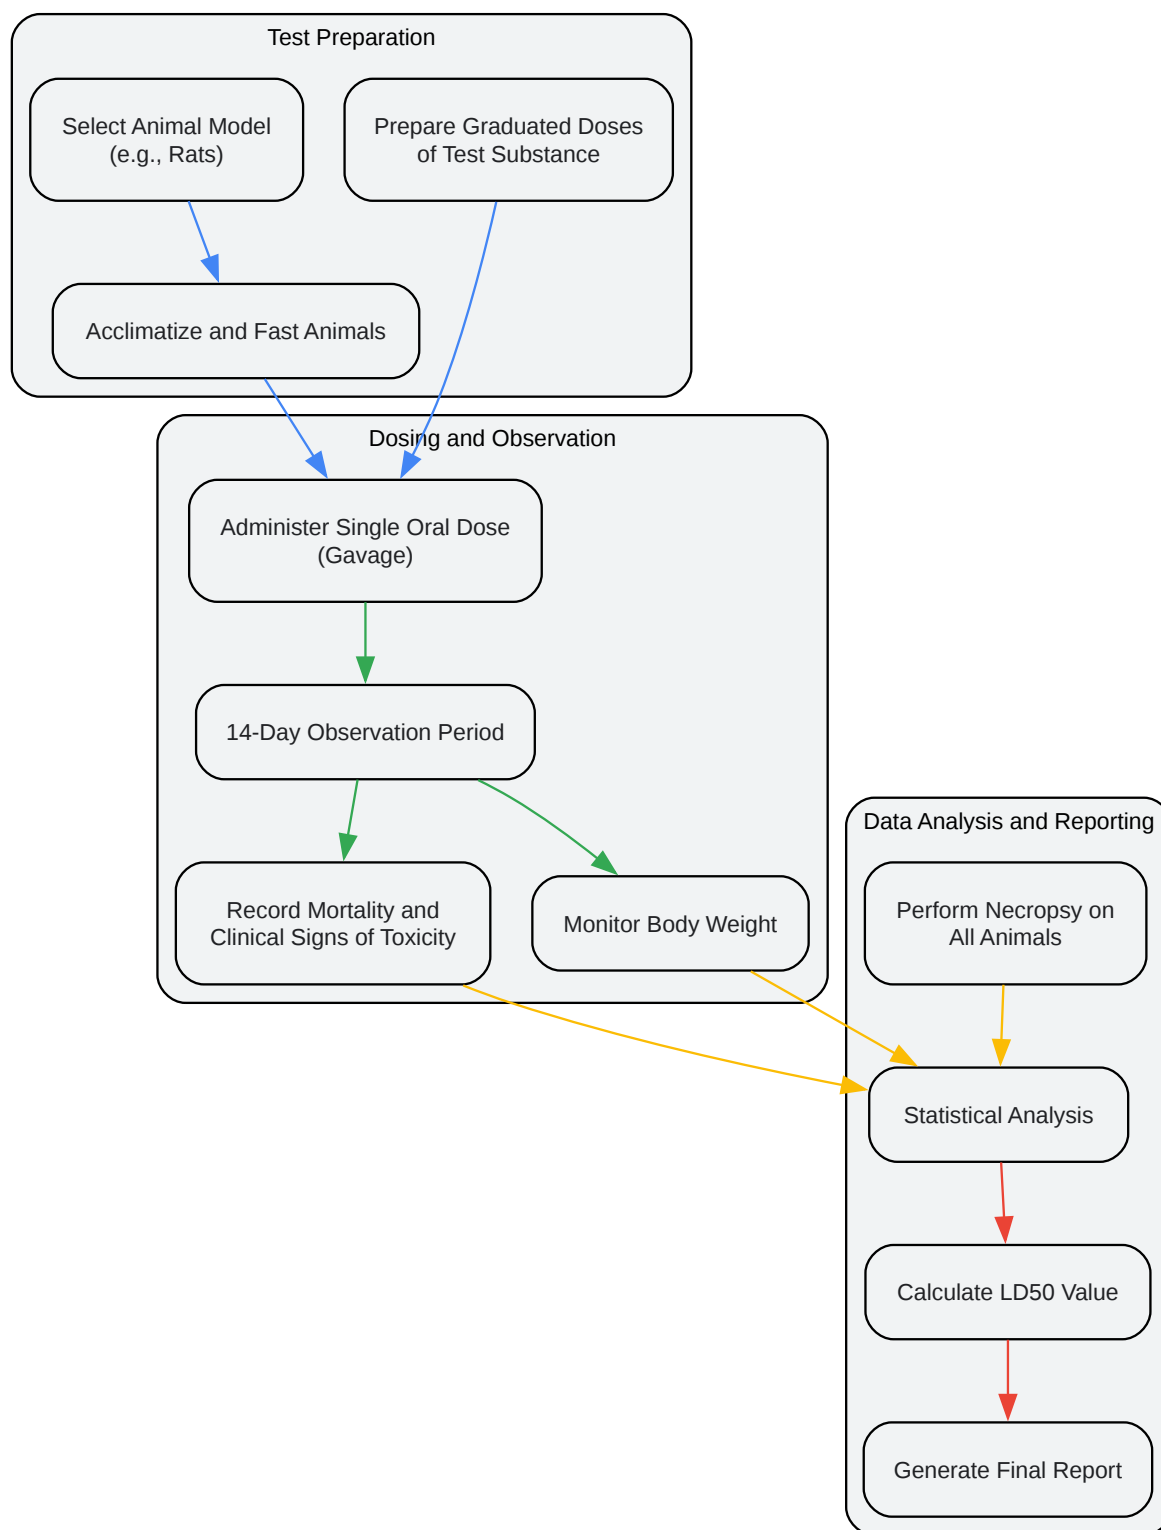 Test Preparation
Select Animal Model
(e.g., Rats)
Prepare Graduated Doses
of Test Substance
Acclimatize and Fast Animals
Dosing and Observation
Administer Single Oral Dose
(Gavage)
14-Day Observation Period
Record Mortality and
Clinical Signs of Toxicity
Monitor Body Weight
Data Analysis and Reporting
Perform Necropsy on
All Animals
Statistical Analysis
Calculate LD50 Value
Generate Final Report